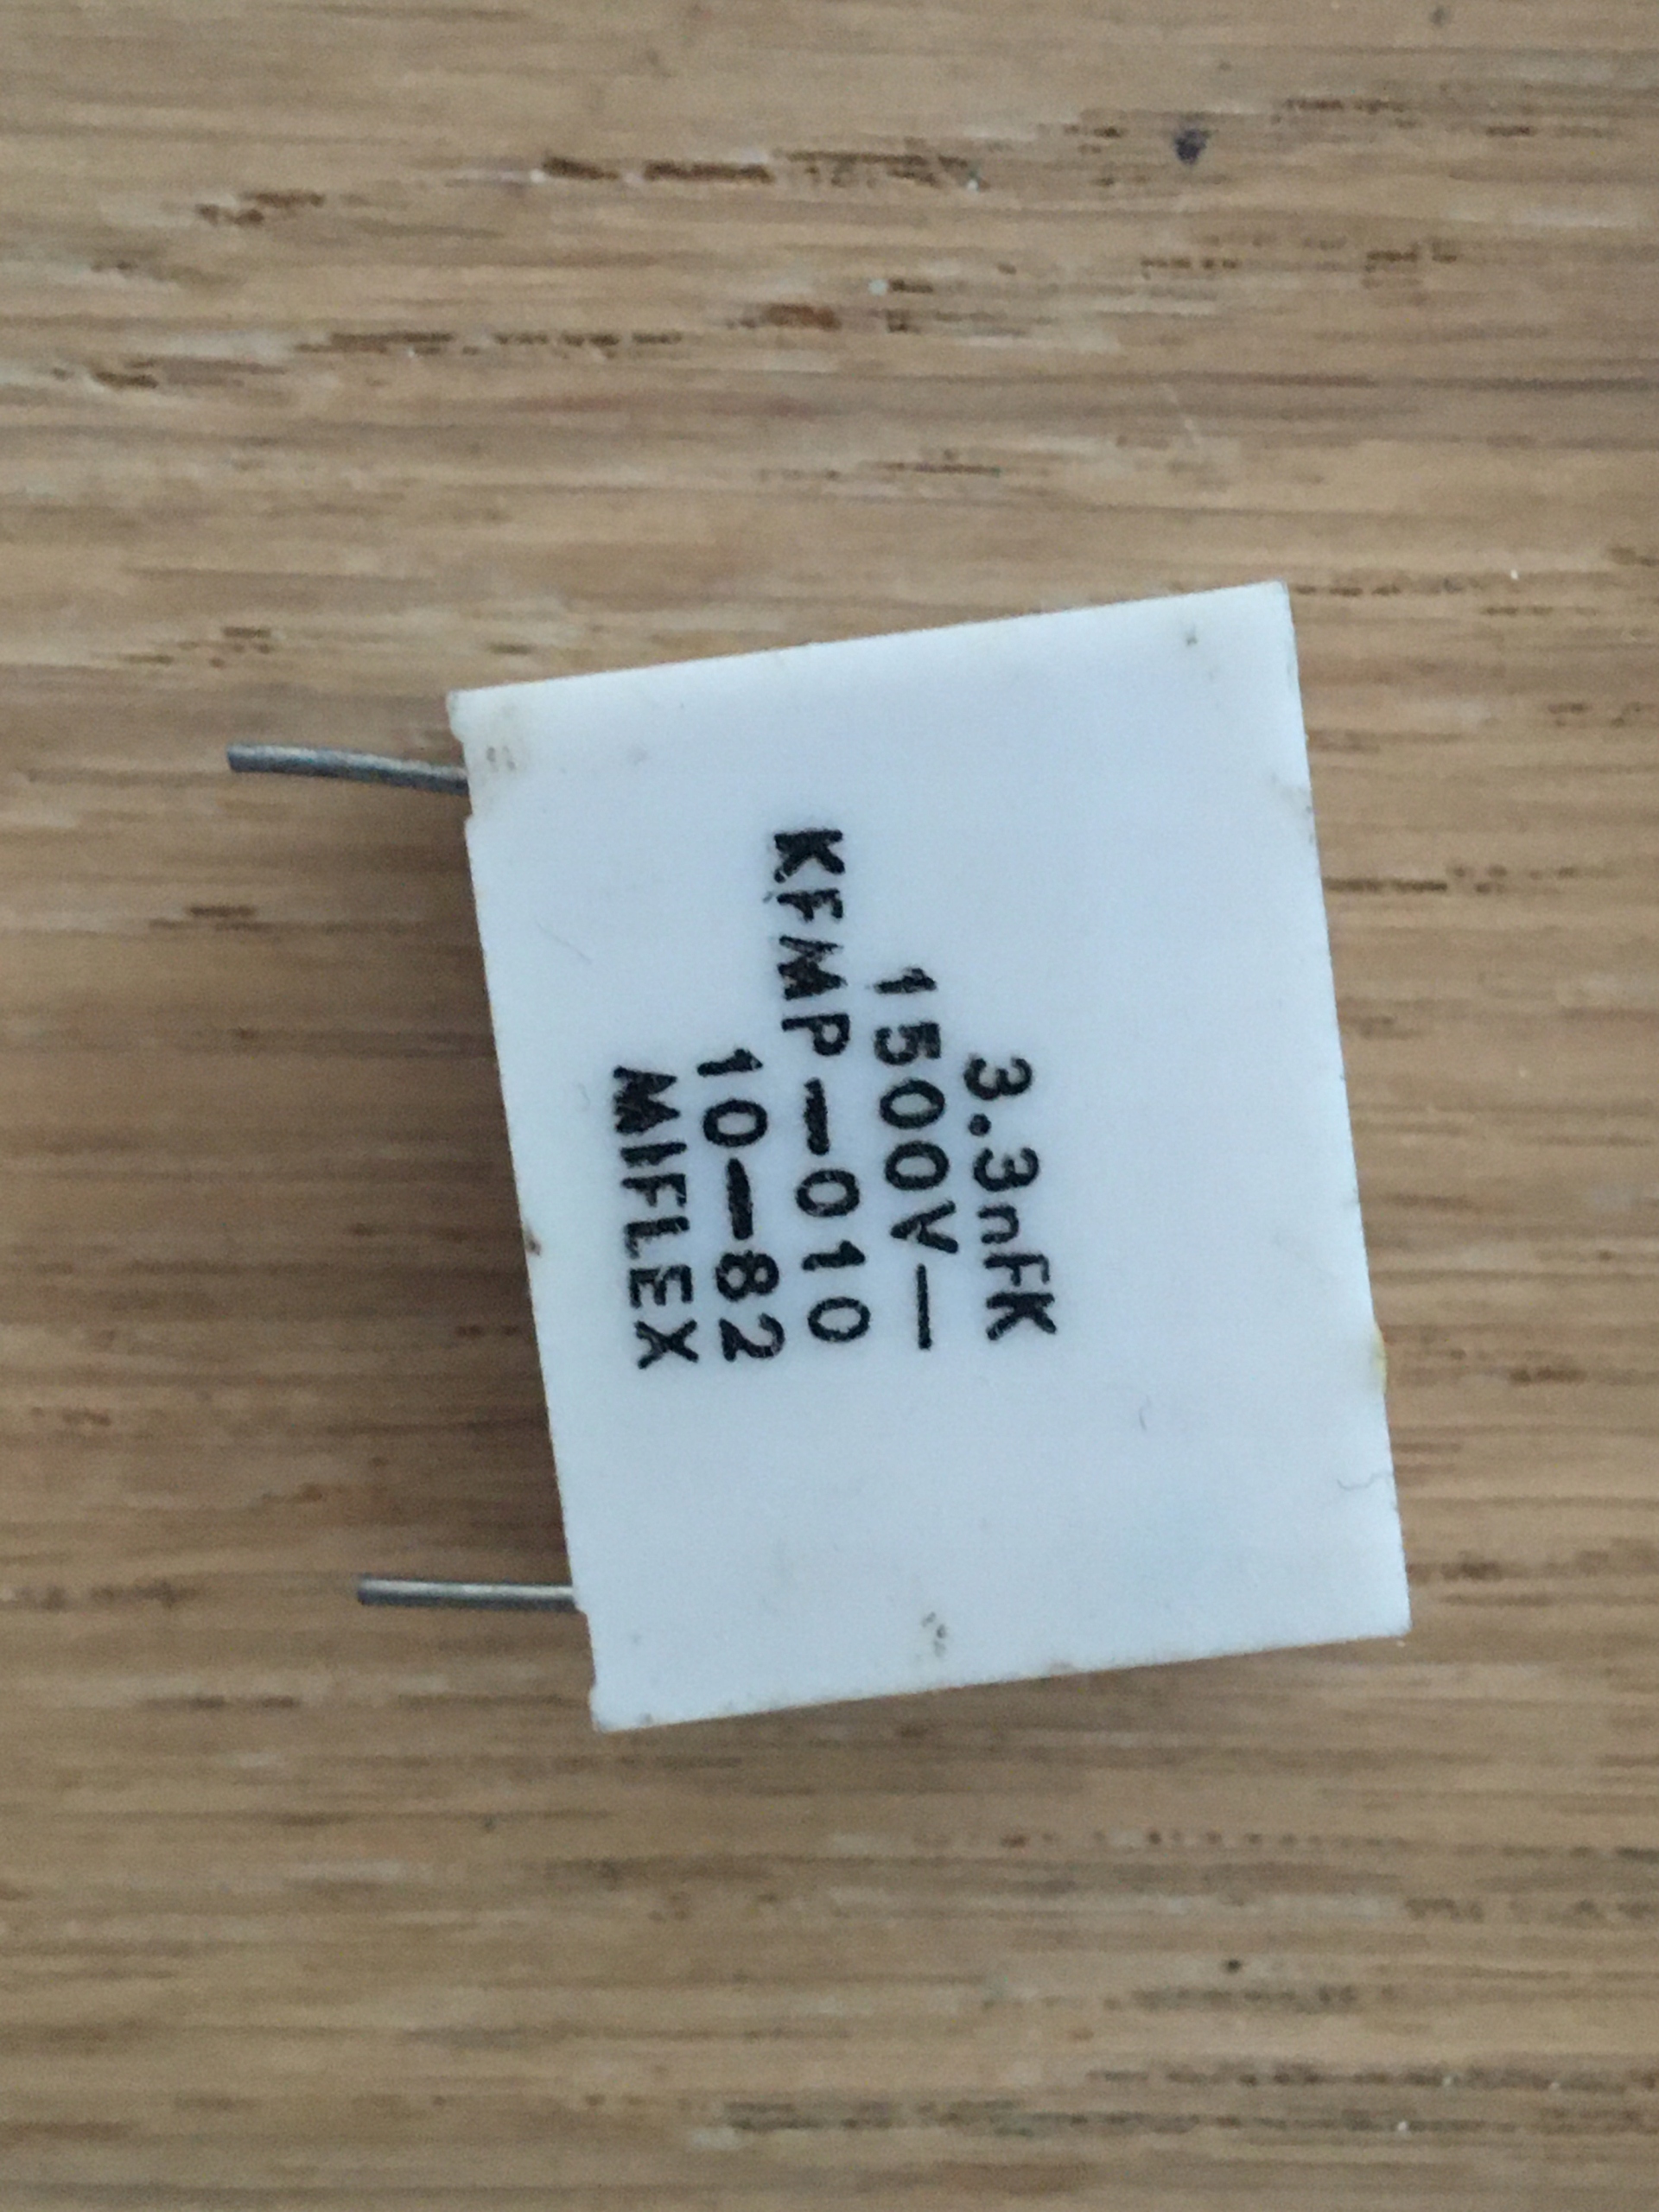 3.3nFK
1500V—
KFMP—010
10—82
MIFLEX